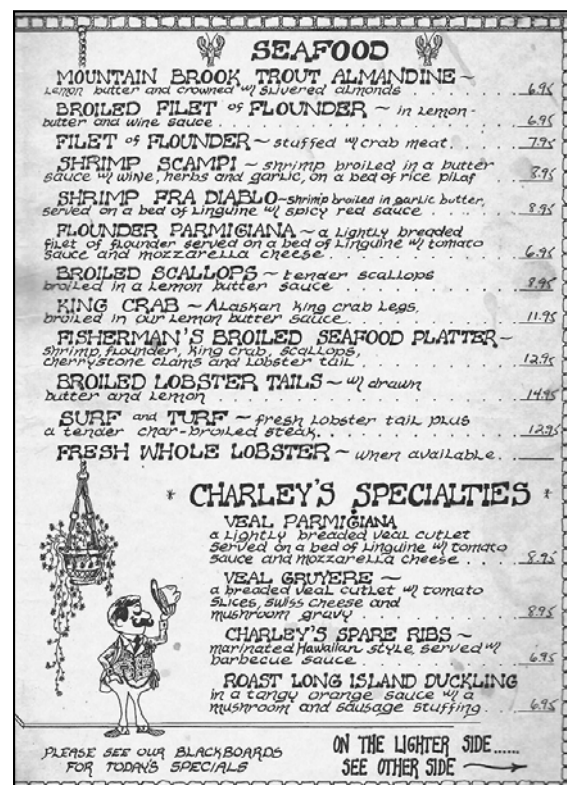 SEAFOOD
MOUNTAIN BROOK TROUT ALMANDINE ~
Lemon butter and crowned w/ slivered almonds . . . 6.95
BROILED FILET of FLOUNDER ~ in Lemon-
butter and wine sauce . . . 6.95
FILET of FLOUNDER ~ stuffed w/ crab meat . 7.95
SHRIMP SCAMPI ~ shrimp broiled in a butter
sauce w/ wine, herbs and garlic, on a bed of rice pilaf 8.95
SHRIMP FRA DIABLO ~ shrimp broiled in garlic butter,
served on a bed of Linguine w/ spicy red sauce . . . 8.95
FLOUNDER PARMIGIANA ~ a Lightly breaded
filet of flounder served on a bed of Linguine w/ tomato
sauce and mozzarella cheese . . . 6.95
BROILED SCALLOPS ~ tender scallops
broiled in a Lemon butter sauce . . . 8.95
KING CRAB ~ Alaskan king crab Legs,
broiled in our Lemon butter sauce . . . 11.95
FISHERMAN'S BROILED SEAFOOD PLATTER ~
shrimp, flounder, king crab, scallops,
cherrystone clams and Lobster tail . . . 12.95
BROILED LOBSTER TAILS ~ w/ drawn
butter and Lemon . . . 14.95
SURF and TURF ~ fresh Lobster tail plus
a tender char-broiled steak . . . 12.95
FRESH WHOLE LOBSTER ~ when available . .
* CHARLEY'S SPECIALTIES *
VEAL PARMIGIANA
a Lightly breaded veal cutlet
served on a bed of Linguine w/ tomato
sauce and mozzarella cheese . . . 8.95
VEAL GRUYERE ~
a breaded veal cutlet w/ tomato
slices, swiss cheese and
mushroom gravy . . . 8.95
CHARLEY'S SPARE RIBS ~
marinated Hawaiian style, served w/
barbecue sauce . . . 6.95
ROAST LONG ISLAND DUCKLING
in a tangy orange sauce w/ a
mushroom and sausage stuffing . 6.95
PLEASE SEE OUR BLACKBOARDS
FOR TODAY'S SPECIALS
ON THE LIGHTER SIDE......
SEE OTHER SIDE